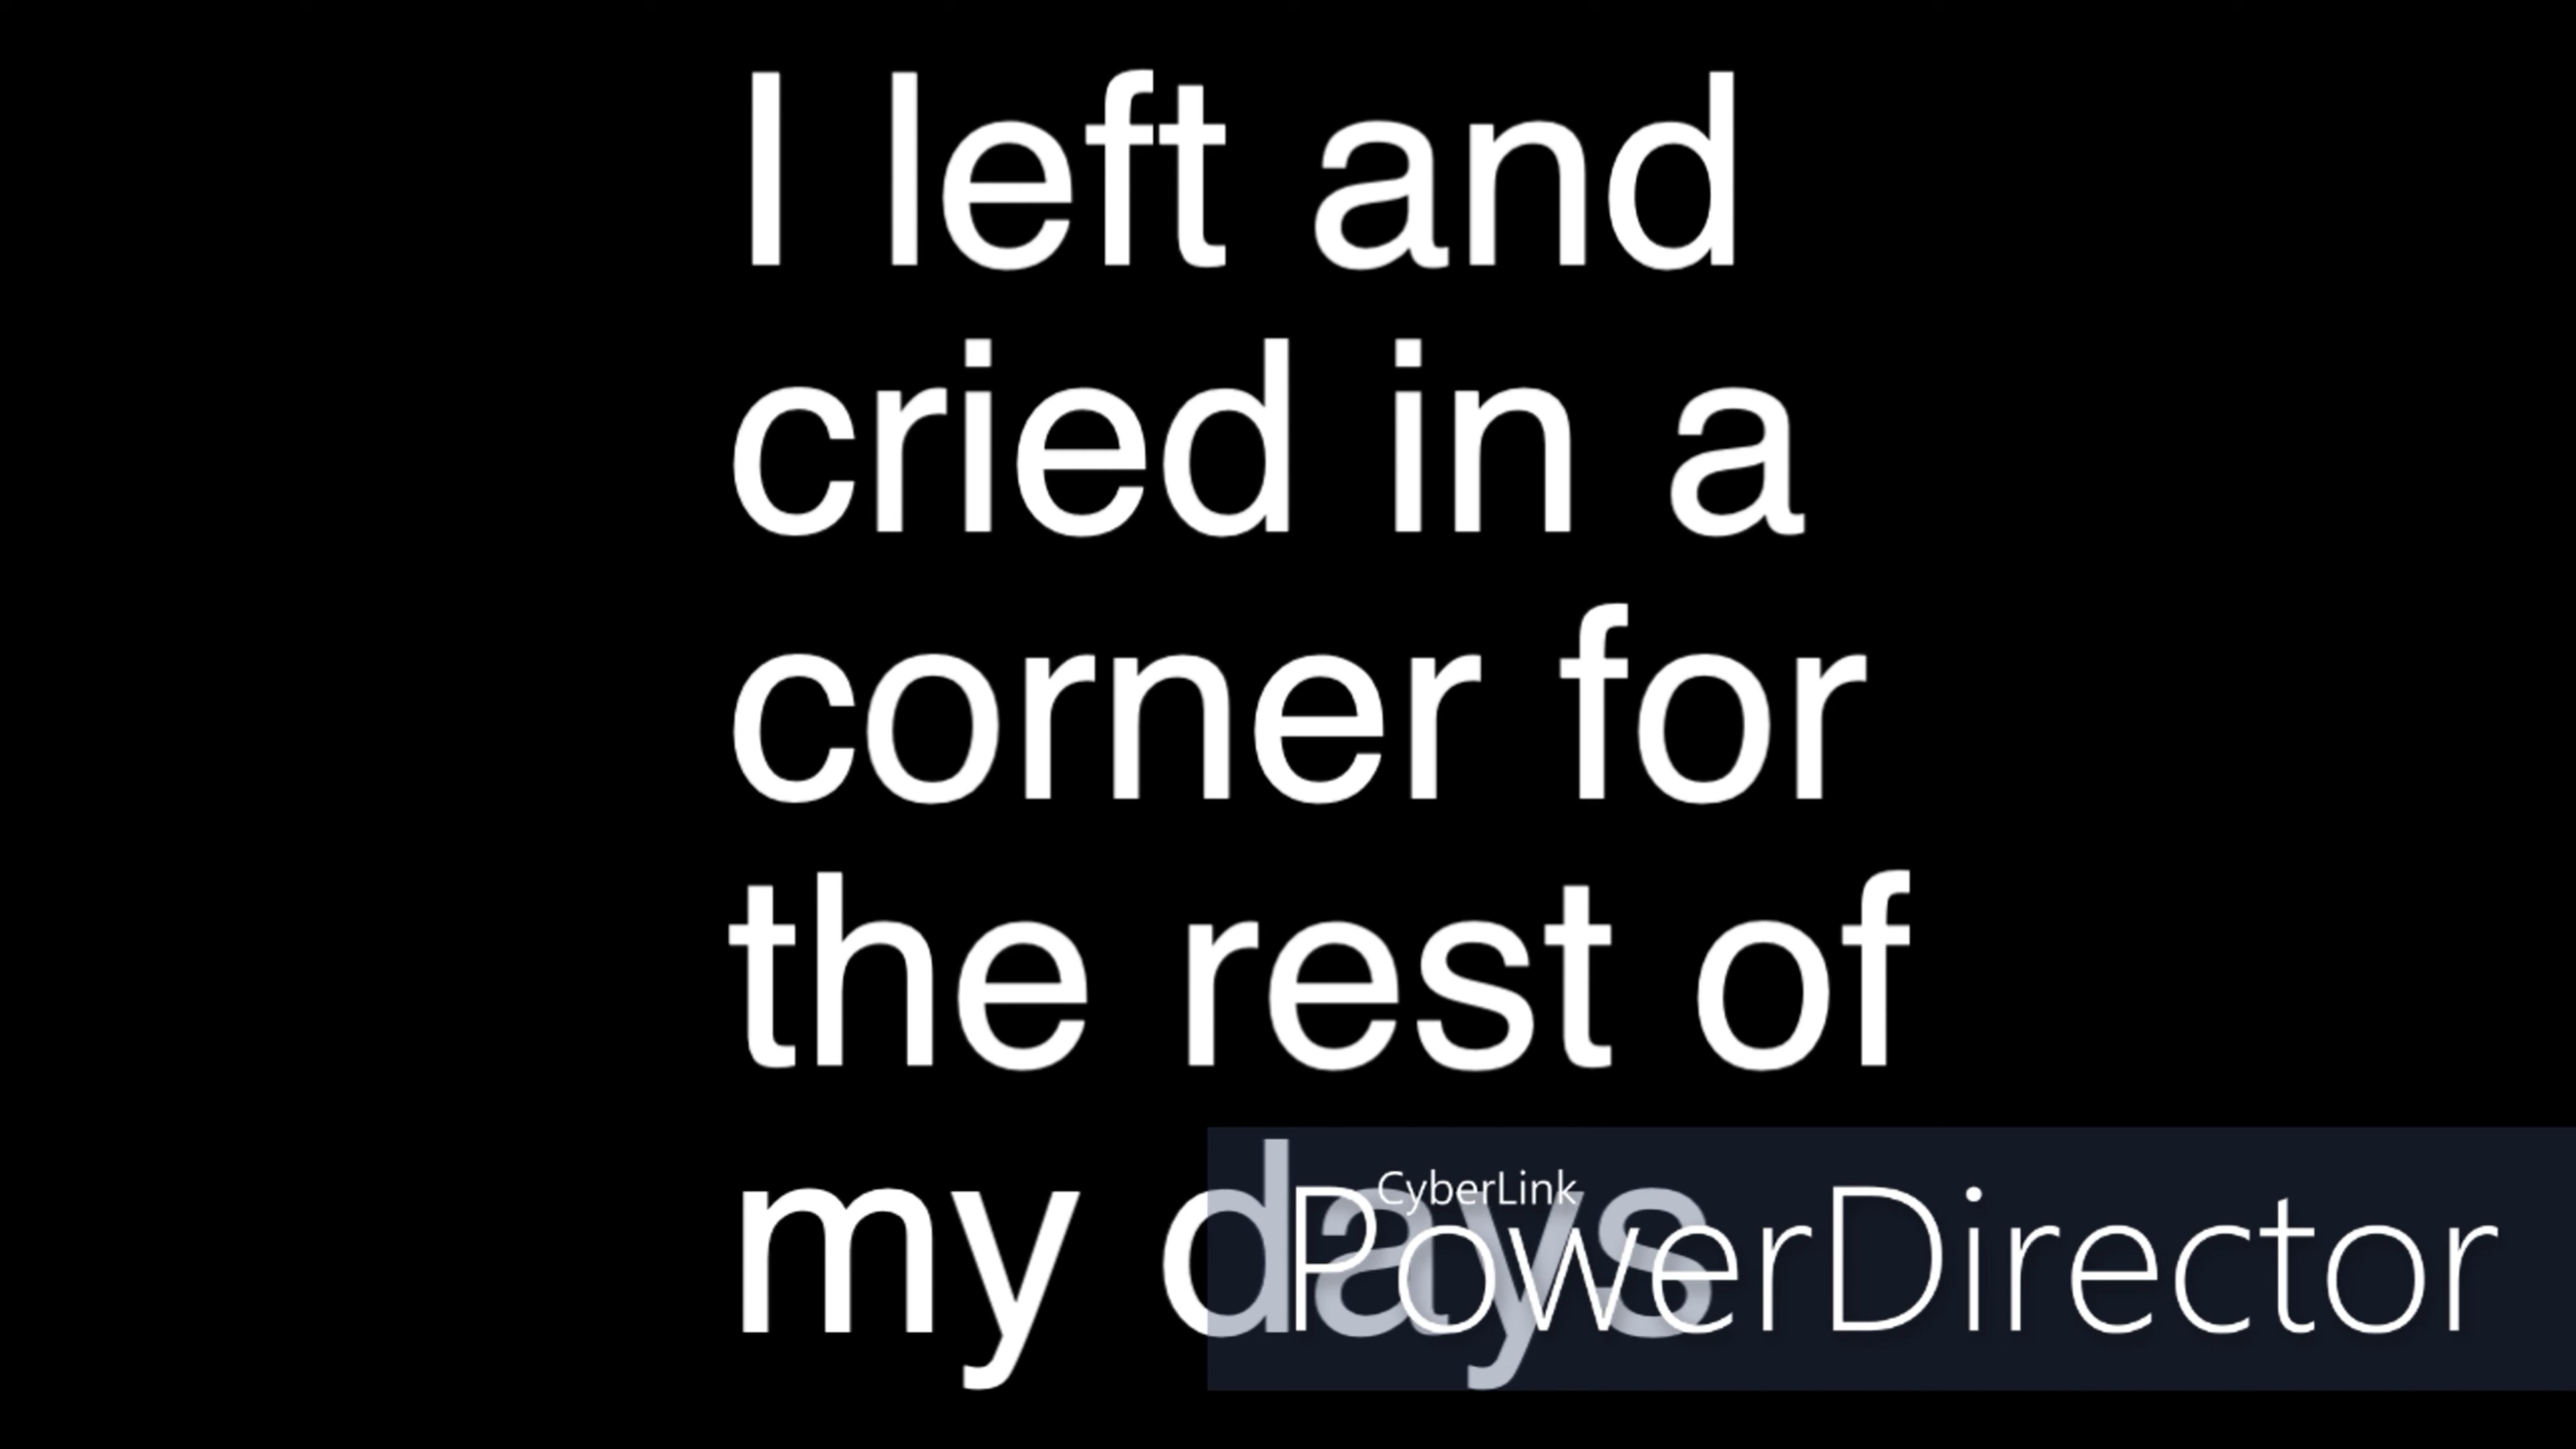 I left and
cried in a
corner for
the rest of
my days
CyberLink
PowerDirector